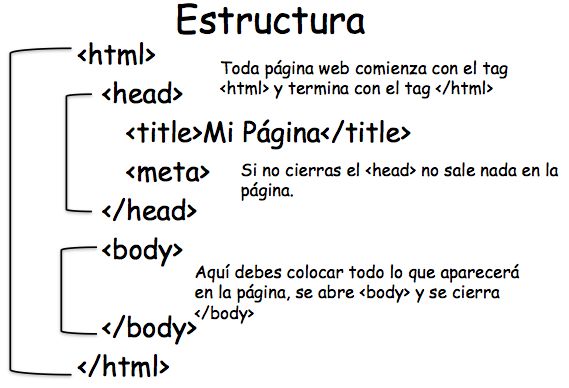 Estructura
<html>
Toda página web comienza con el tag
<html> y termina con el tag </html>
<head>
<title>Mi Página</title>
<meta>
Si no cierras el <head> no sale nada en la
página.
</head>
<body>
Aquí debes colocar todo lo que aparecerá
en la página, se abre <body> y se cierra
</body>
</body>
</html>